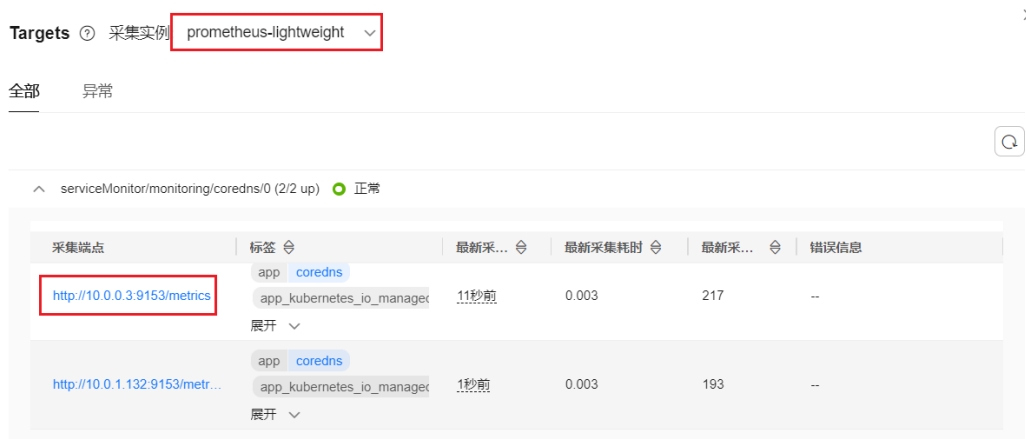 Targets ? 采集实例 prometheus-lightweight
全部 异常
serviceMonitor/monitoring/coredns/0 (2/2 up) 正常
采集端点 标签 最新采... 最新采集耗时 最新采... 错误信息
app coredns
http://10.0.0.3:9153/metrics app_kubernetes_io_managed 11秒前 0.003 217 --
展开
app coredns
http://10.0.1.132:9153/metr... app_kubernetes_io_managed 1秒前 0.003 193 --
展开